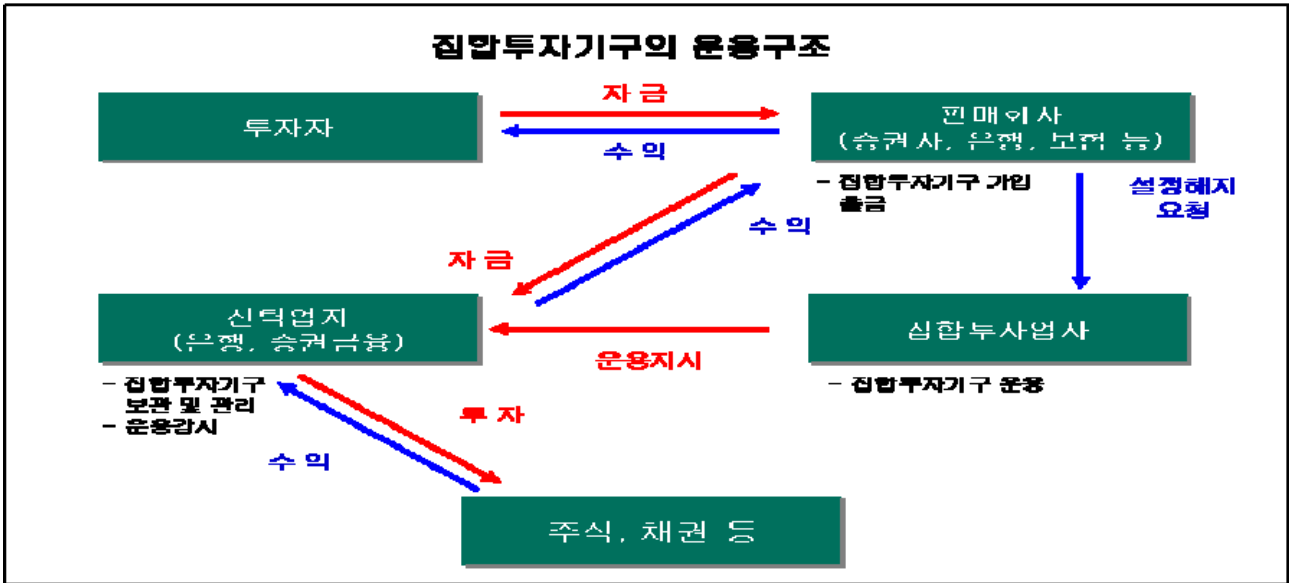 집합투자기구의 운용구조
투자자
자 금
수 익
판매회사
(증권사, 은행, 보험 등)
- 집합투자기구 가입
출금
설정해지
요청
수 익
자 금
신탁업자
(은행, 증권금융)
- 집합투자기구
보관 및 관리
- 운용감시
운용지시
집합투자업자
- 집합투자기구 운용
투 자
수 익
주식, 채권 등